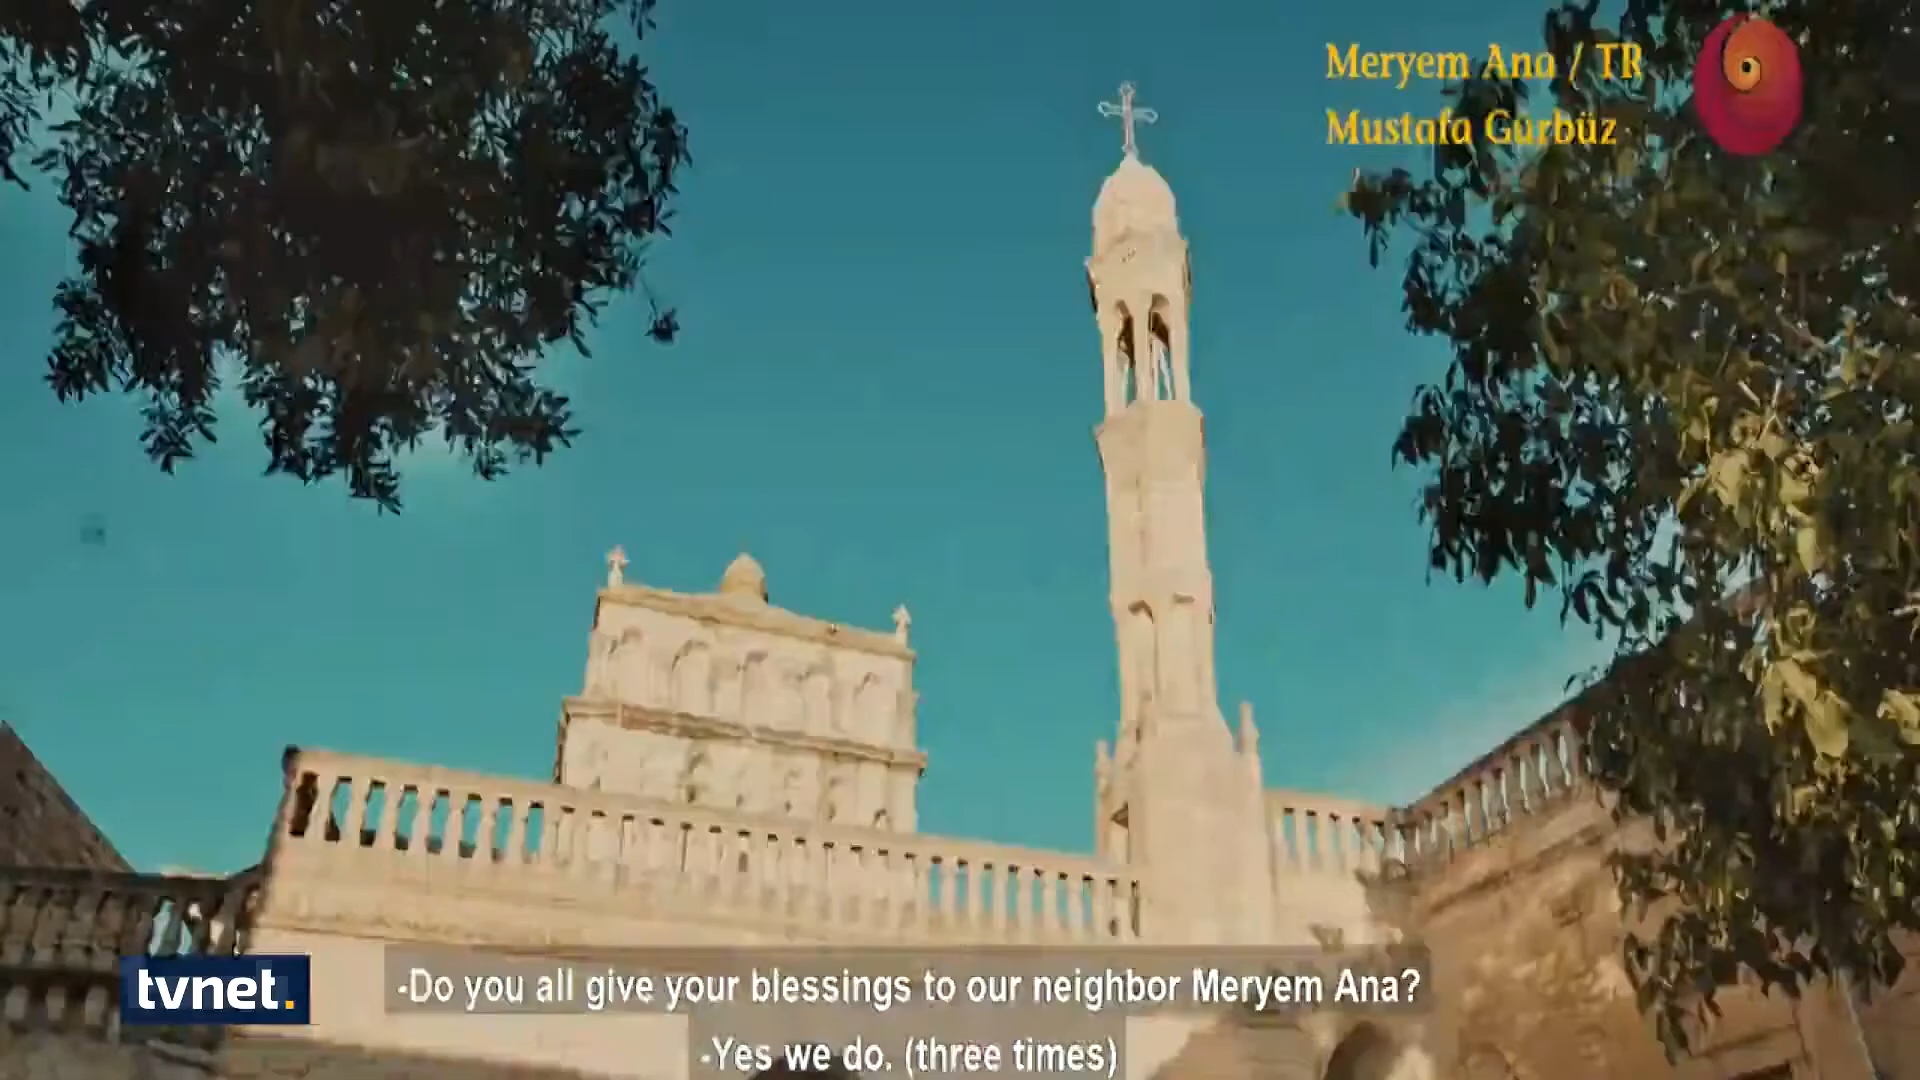 Meryem Ana / TR
Mustafa Gürbüz
tvnet.
-Do you all give your blessings to our neighbor Meryem Ana?
-Yes we do. (three times)